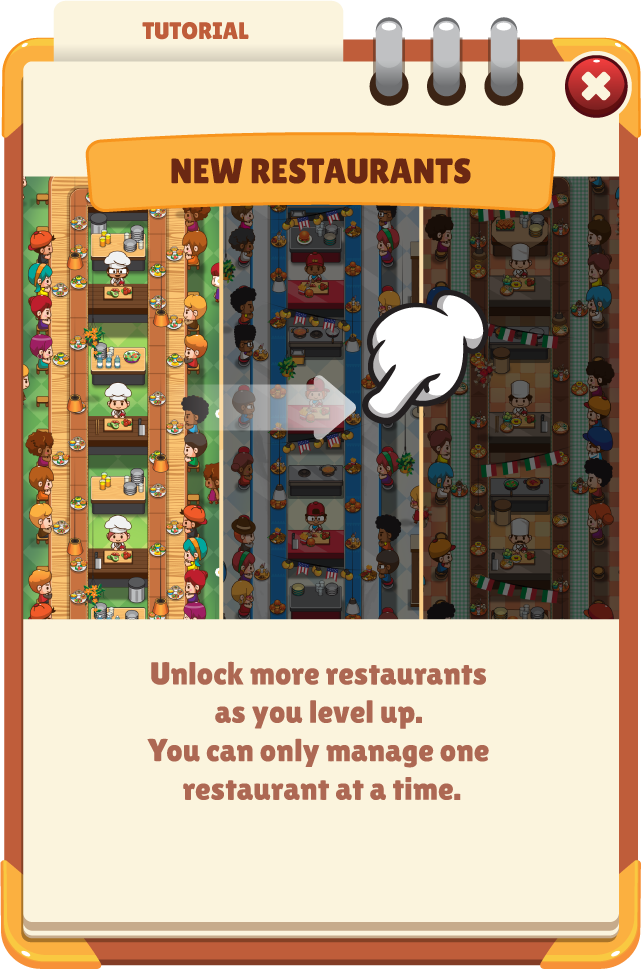 TUTORIAL
NEW RESTAURANTS
Unlock more restaurants
as you level up.
You can only manage one
restaurant at a time.